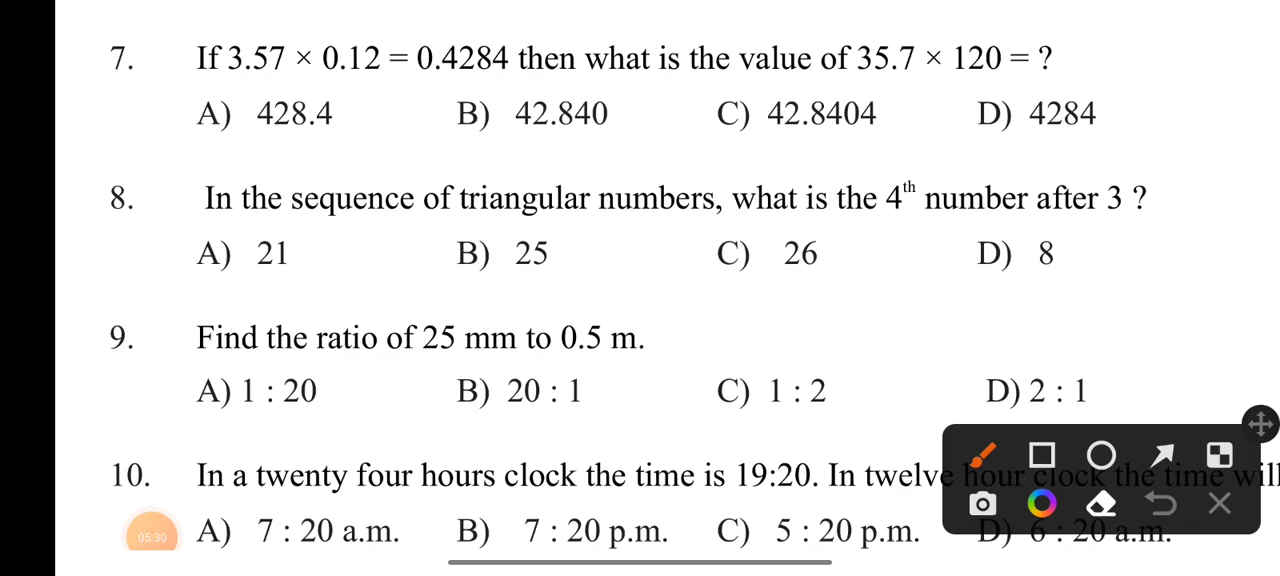 7. If 3.57 × 0.12 = 0.4284 then what is the value of 35.7 × 120 = ?
A) 428.4 B) 42.840 C) 42.8404 D) 4284
8. In the sequence of triangular numbers, what is the 4th number after 3 ?
A) 21 B) 25 C) 26 D) 8
9. Find the ratio of 25 mm to 0.5 m.
A) 1 : 20 B) 20 : 1 C) 1 : 2 D) 2 : 1
10. In a twenty four hours clock the time is 19:20. In twelve hour clock the time will
05:30 A) 7 : 20 a.m. B) 7 : 20 p.m. C) 5 : 20 p.m. D) 6 : 20 a.m.